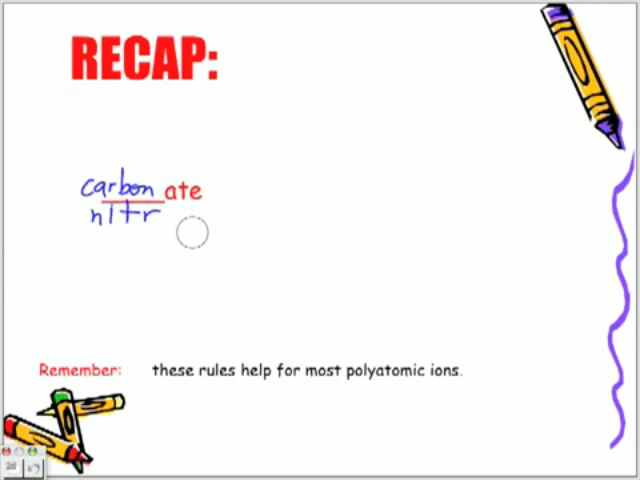 RECAP:
carbon ate
nitr
Remember: these rules help for most polyatomic ions.